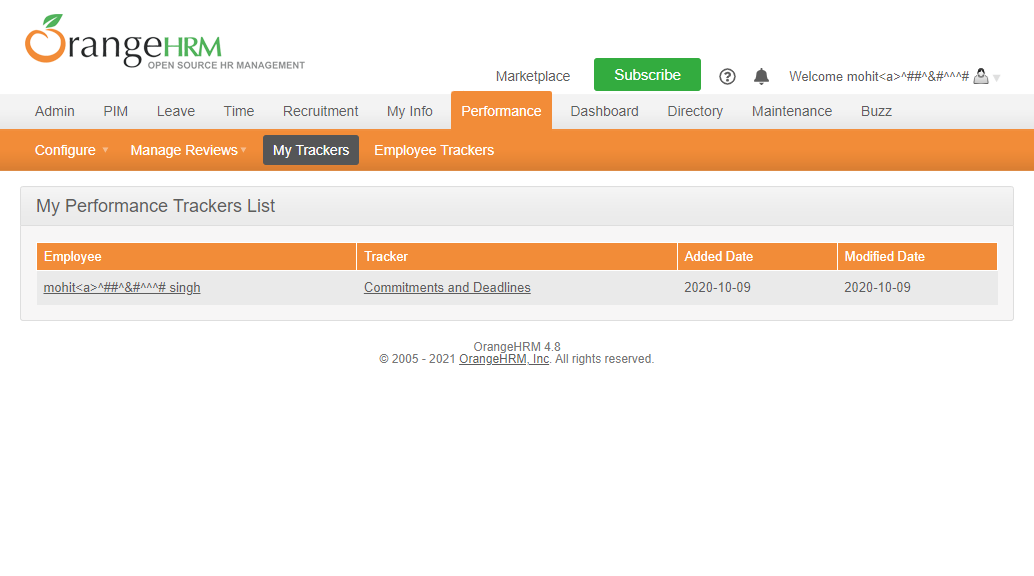 OrangeHRM
OPEN SOURCE HR MANAGEMENT
Marketplace Subscribe ? Welcome mohit<a>^##^&#^^^#
Admin PIM Leave Time Recruitment My Info Performance Dashboard Directory Maintenance Buzz
Configure Manage Reviews My Trackers Employee Trackers
My Performance Trackers List
Employee Tracker Added Date Modified Date
mohit<a>^##^&#^^^# singh Commitments and Deadlines 2020-10-09 2020-10-09
OrangeHRM 4.8
© 2005 - 2021 OrangeHRM, Inc. All rights reserved.